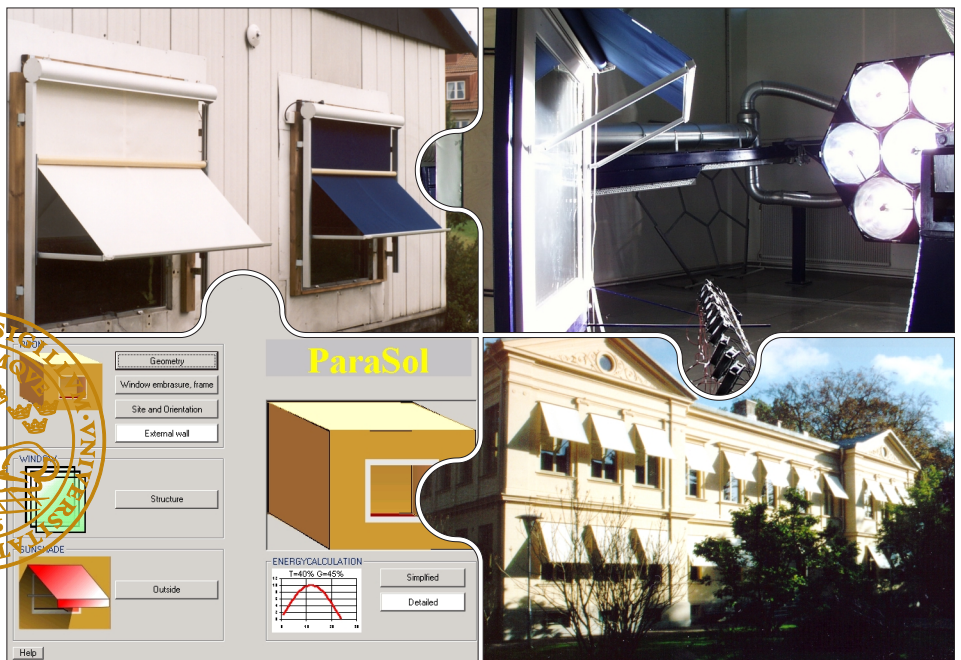 ROOM
ParaSol
Geometry
Window embrasure, frame
Site and Orientation
External wall
WINDOW
Structure
SUNSHADE
Outside
ENERGYCALCULATION
T=40% G=45%
Simplfied
Detailed
Help